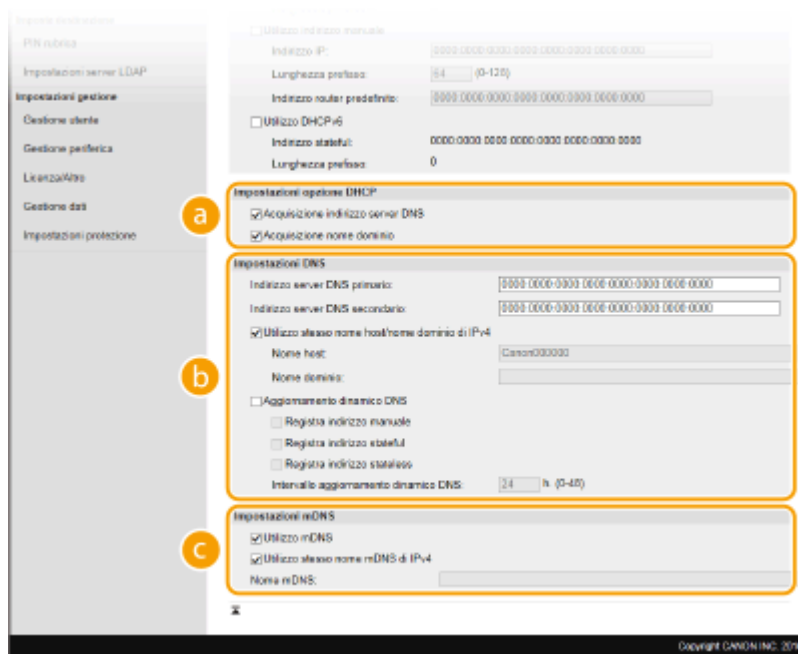 Imposta destinazione
PIN rubrica
Impostazioni server LDAP
Impostazioni gestione
Gestione utente
Gestione periferica
Licenza/Altro
Gestione dati
Impostazioni protezione
Utilizzo indirizzo manuale
Indirizzo IP: 0000:0000:0000:0000:0000:0000:0000:0000
Lunghezza prefisso: 64 (0-128)
Indirizzo router predefinito: 0000:0000:0000:0000:0000:0000:0000:0000
Utilizzo DHCPv6
Indirizzo stateful: 0000:0000:0000:0000:0000:0000:0000:0000
Lunghezza prefisso: 0
a
Impostazioni opzione DHCP
Acquisizione indirizzo server DNS
Acquisizione nome dominio
b
Impostazioni DNS
Indirizzo server DNS primario: 0000:0000:0000:0000:0000:0000:0000:0000
Indirizzo server DNS secondario: 0000:0000:0000:0000:0000:0000:0000:0000
Utilizzo stesso nome host/nome dominio di IPv4
Nome host: Canon000000
Nome dominio:
Aggiornamento dinamico DNS
Registra indirizzo manuale
Registra indirizzo stateful
Registra indirizzo stateless
Intervallo aggiornamento dinamico DNS: 24 h. (0-48)
c
Impostazioni mDNS
Utilizzo mDNS
Utilizzo stesso nome mDNS di IPv4
Nome mDNS:
Copyright CANON INC. 201